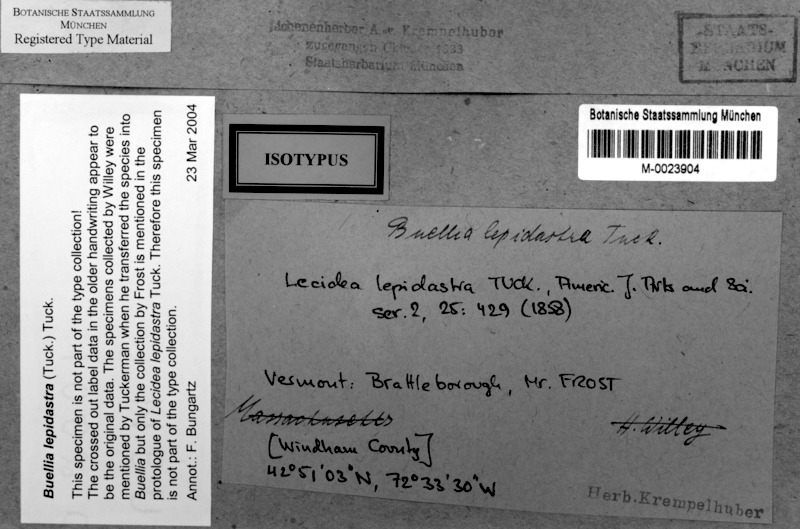 BOTANISCHE STAATSSAMMLUNG
MÜNCHEN
Registered Type Material
Lichenenherbar A. v. Krempelhuber
Staatsherbarium München
STAATS-
HERBARIUM
MÜNCHEN
Buellia lepidastra (Tuck.) Tuck.
This specimen is not part of the type collection!
The crossed out label data in the older handwriting appear to
be the original data. The specimens collected by Willey were
mentioned by Tuckerman when he transferred the species into
Buellia but only the collection by Frost is mentioned in the
protologue of Lecidea lepidastra Tuck. Therefore this specimen
is not part of the type collection.
Annot.: F. Bungartz 23 Mar 2004
ISOTYPUS
Botanische Staatssammlung München
M-0023904
Buellia lepidastra Tuck.
Lecidea lepidastra TUCK., Americ. J. Arts and Sci.
ser. 2, 25: 429 (1858)
Vermont: Brattleborough, Mr. FROST
Massachusetts H. Willey
[Windham County]
42°51'03"N, 72°33'30"W
Herb. Krempelhuber